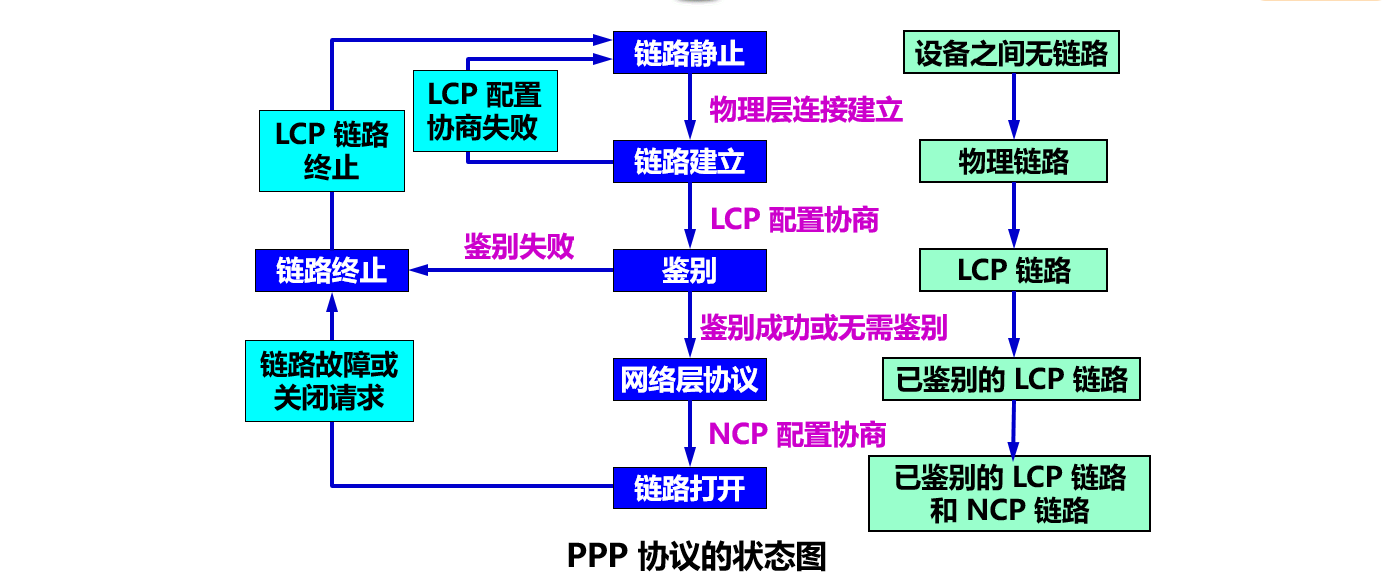 链路静止
设备之间无链路
LCP 配置
协商失败
物理层连接建立
LCP 链路
终止
链路建立
物理链路
LCP 配置协商
鉴别失败
链路终止
鉴别
LCP 链路
鉴别成功或无需鉴别
链路故障或
关闭请求
网络层协议
已鉴别的 LCP 链路
NCP 配置协商
链路打开
已鉴别的 LCP 链路
和 NCP 链路
PPP 协议的状态图